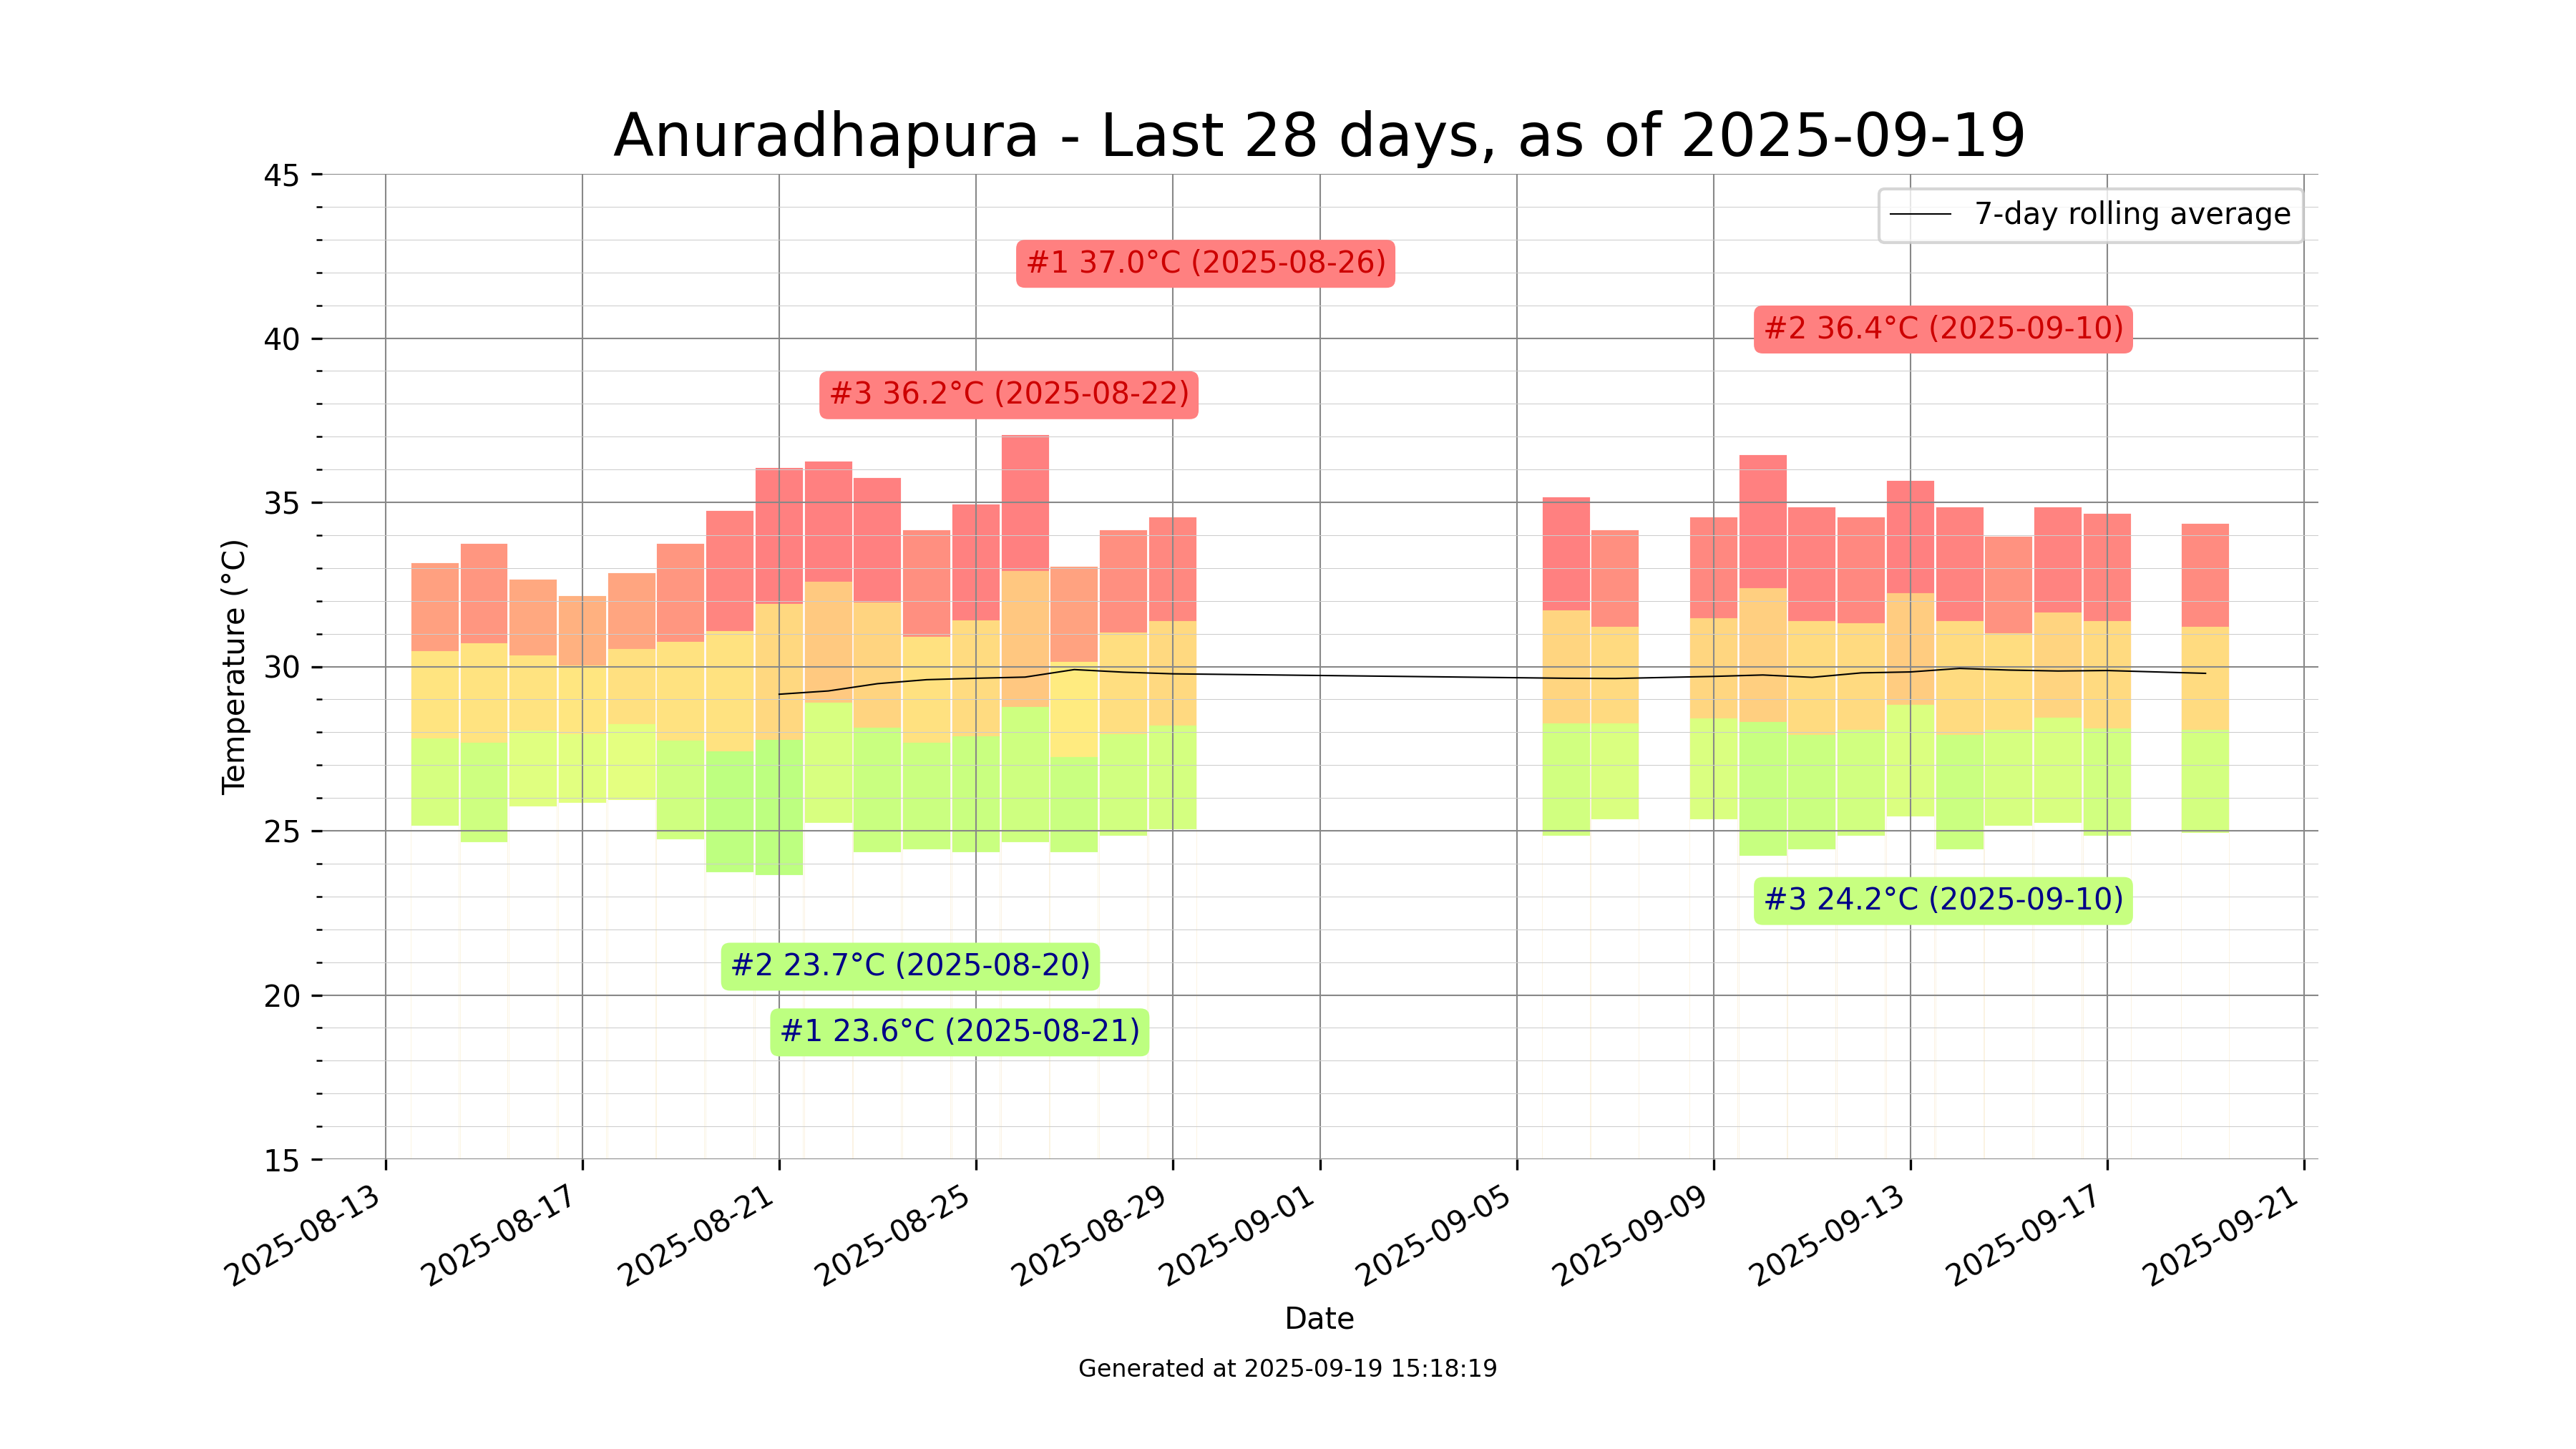 Anuradhapura - Last 28 days, as of 2025-09-19
7-day rolling average
#1 37.0°C (2025-08-26)
#2 36.4°C (2025-09-10)
#3 36.2°C (2025-08-22)
#3 24.2°C (2025-09-10)
#2 23.7°C (2025-08-20)
#1 23.6°C (2025-08-21)
45
40
35
30
25
20
15
Temperature (°C)
2025-08-13
2025-08-17
2025-08-21
2025-08-25
2025-08-29
2025-09-01
2025-09-05
2025-09-09
2025-09-13
2025-09-17
2025-09-21
Date
Generated at 2025-09-19 15:18:19